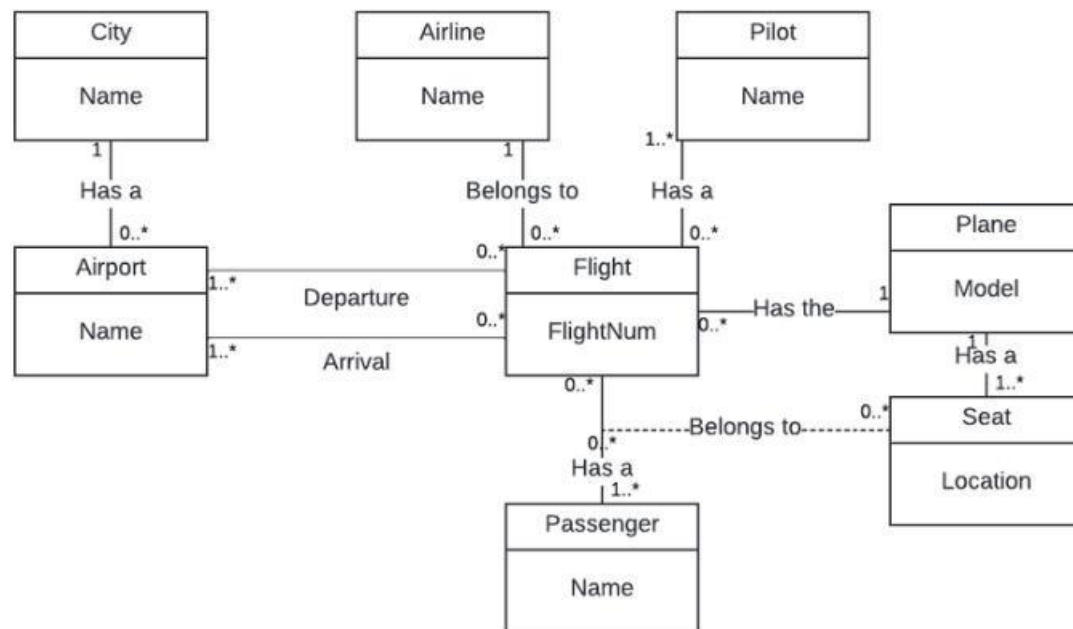 City
Name
1
Has a
0..*
Airline
Name
1
Belongs to
0..*
Pilot
Name
1..*
Has a
0..*
Airport
Name
1..*
Departure
0..*
1..*
Arrival
0..*
Flight
FlightNum
0..*
Has the
1
Plane
Model
1
Has a
1..*
Seat
Location
0..*
0..*
Belongs to
0..*
Has a
1..*
Passenger
Name